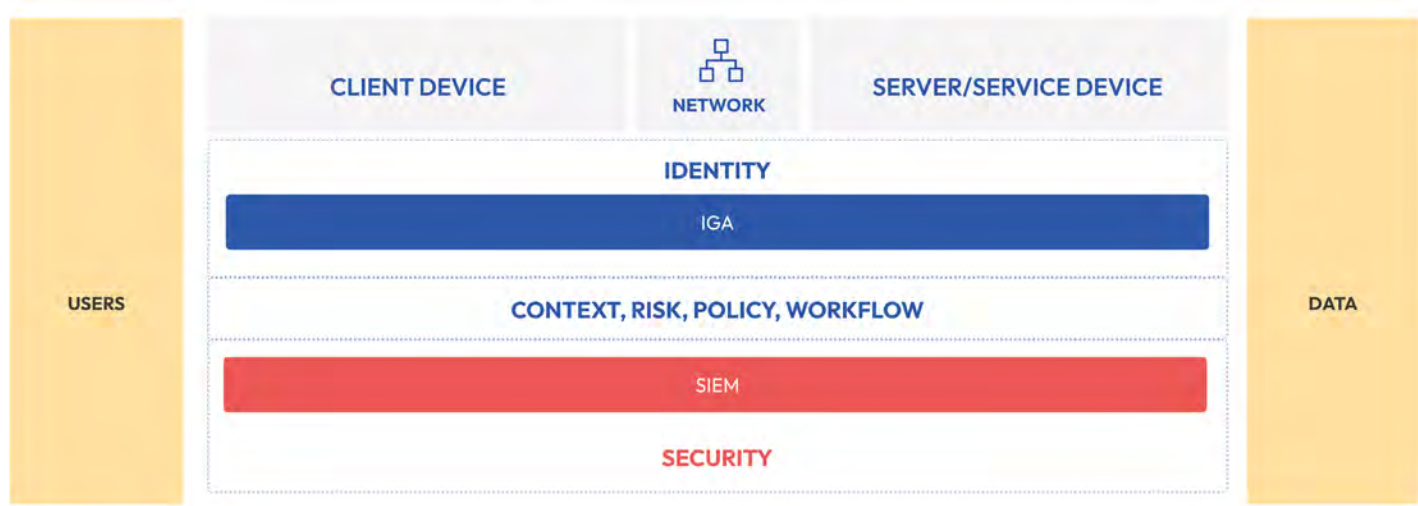 CLIENT DEVICE
NETWORK
SERVER/SERVICE DEVICE
IDENTITY
IGA
USERS
CONTEXT, RISK, POLICY, WORKFLOW
DATA
SIEM
SECURITY